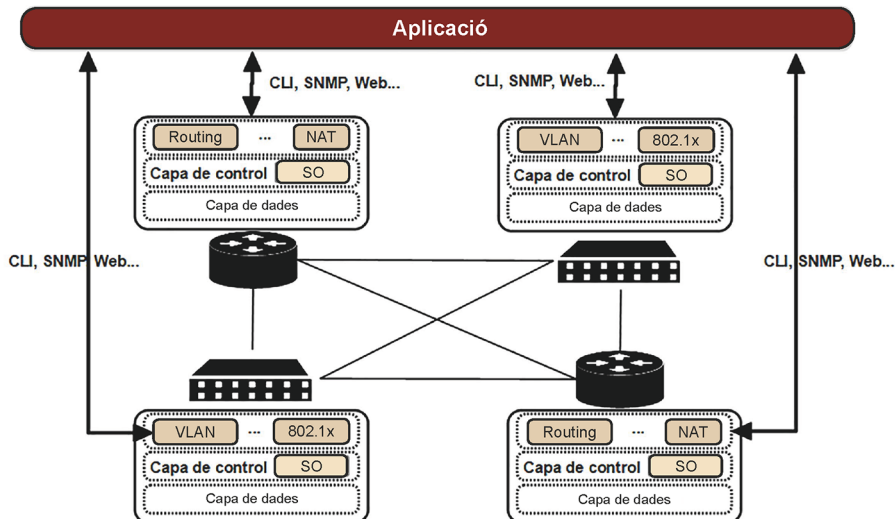 Aplicació
CLI, SNMP, Web...
CLI, SNMP, Web...
Routing ... NAT
Capa de control SO
Capa de dades
VLAN ... 802.1x
Capa de control SO
Capa de dades
CLI, SNMP, Web...
CLI, SNMP, Web...
VLAN ... 802.1x
Capa de control SO
Capa de dades
Routing ... NAT
Capa de control SO
Capa de dades